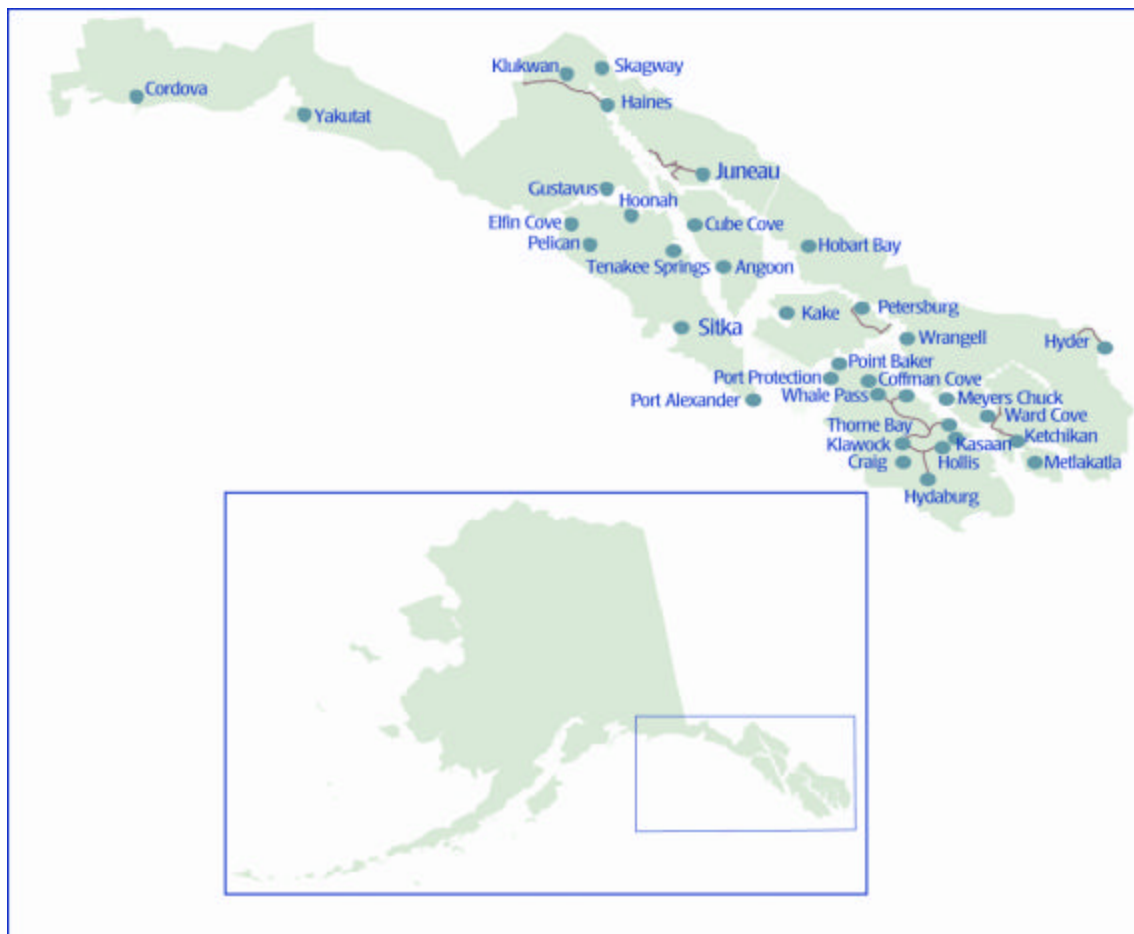 Klukwan
Skagway
Cordova
Haines
Yakutat
Juneau
Gustavus
Hoonah
Elfin Cove
Cube Cove
Pelican
Hobart Bay
Tenakee Springs
Angoon
Kake
Petersburg
Sitka
Wrangell
Hyder
Point Baker
Port Protection
Coffman Cove
Whale Pass
Port Alexander
Meyers Chuck
Ward Cove
Thorne Bay
Ketchikan
Klawock
Kasaan
Craig
Hollis
Metlakatla
Hydaburg